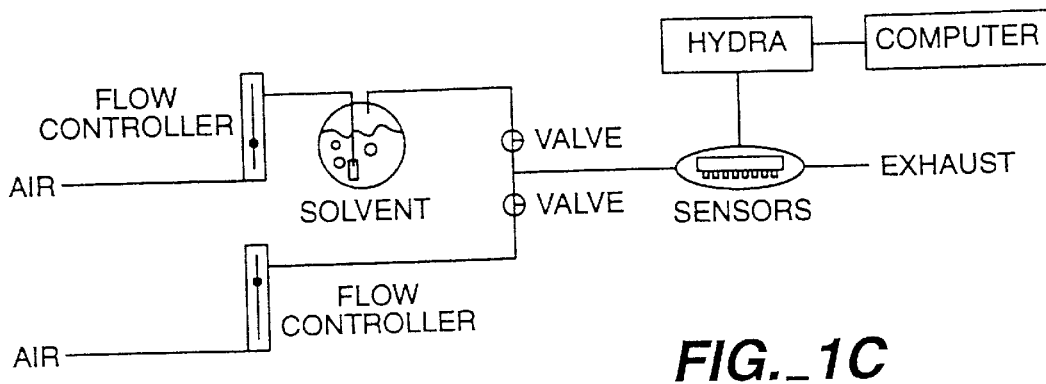 HYDRA
COMPUTER
FLOW
CONTROLLER
AIR
SOLVENT
VALVE
VALVE
SENSORS
EXHAUST
FLOW
CONTROLLER
AIR
FIG._1C